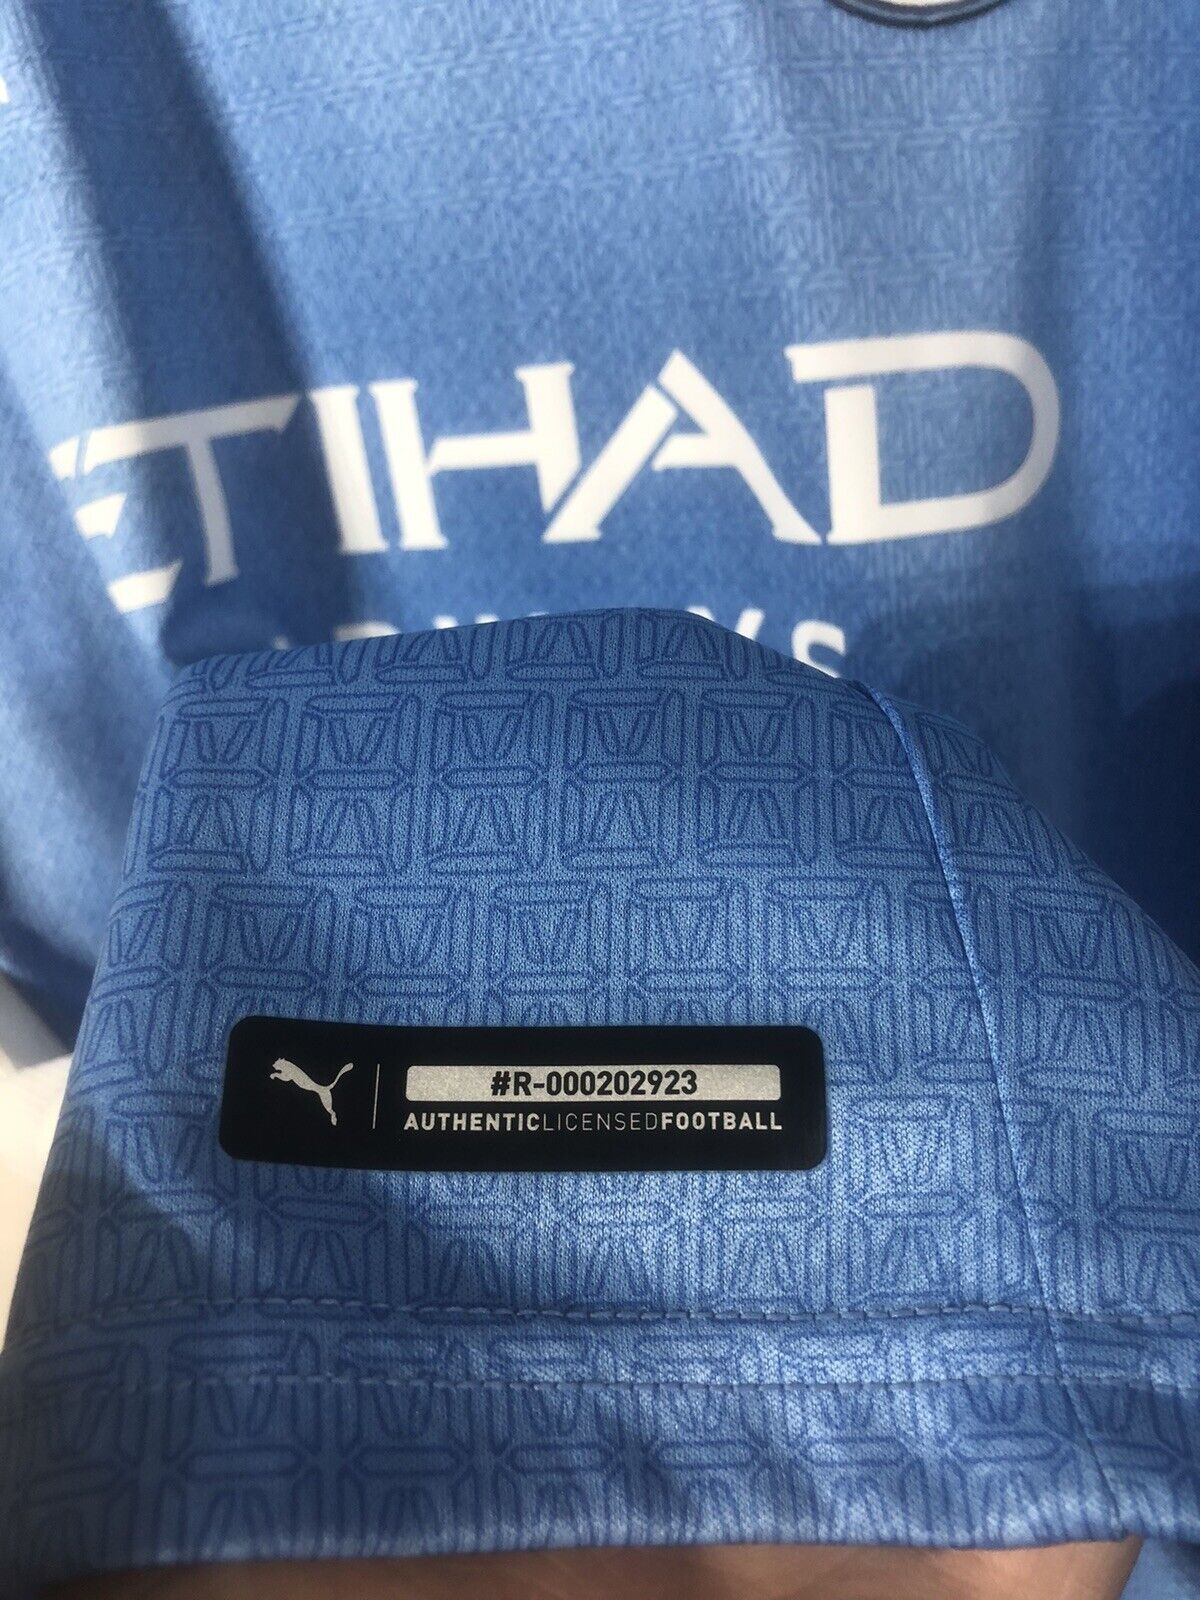 ETIHAD
#R-000202923
AUTHENTICLICENSEDFOOTBALL